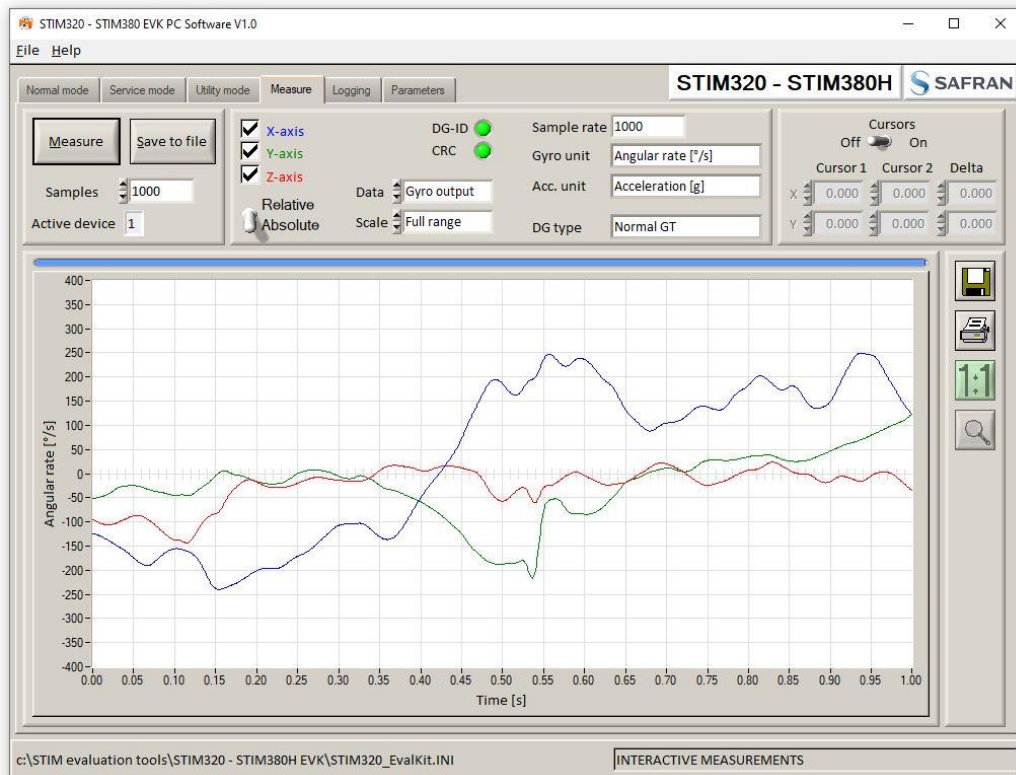 STIM320 - STIM380 EVK PC Software V1.0
File Help
Normal mode Service mode Utility mode Measure Logging Parameters
STIM320 - STIM380H
SAFRAN
Measure
Save to file
Samples 1000
Active device 1
X-axis
Y-axis
Z-axis
Relative
Absolute
DG-ID
CRC
Data Gyro output
Scale Full range
Sample rate 1000
Gyro unit Angular rate [°/s]
Acc. unit Acceleration [g]
DG type Normal GT
Cursors
Off On
Cursor 1 Cursor 2 Delta
X 0.000 0.000 0.000
Y 0.000 0.000 0.000
1:1
Angular rate [°/s]
400
350
300
250
200
150
100
50
0
-50
-100
-150
-200
-250
-300
-350
-400
0.00 0.05 0.10 0.15 0.20 0.25 0.30 0.35 0.40 0.45 0.50 0.55 0.60 0.65 0.70 0.75 0.80 0.85 0.90 0.95 1.00
Time [s]
c:\STIM evaluation tools\STIM320 - STIM380H EVK\STIM320_EvalKit.INI
INTERACTIVE MEASUREMENTS